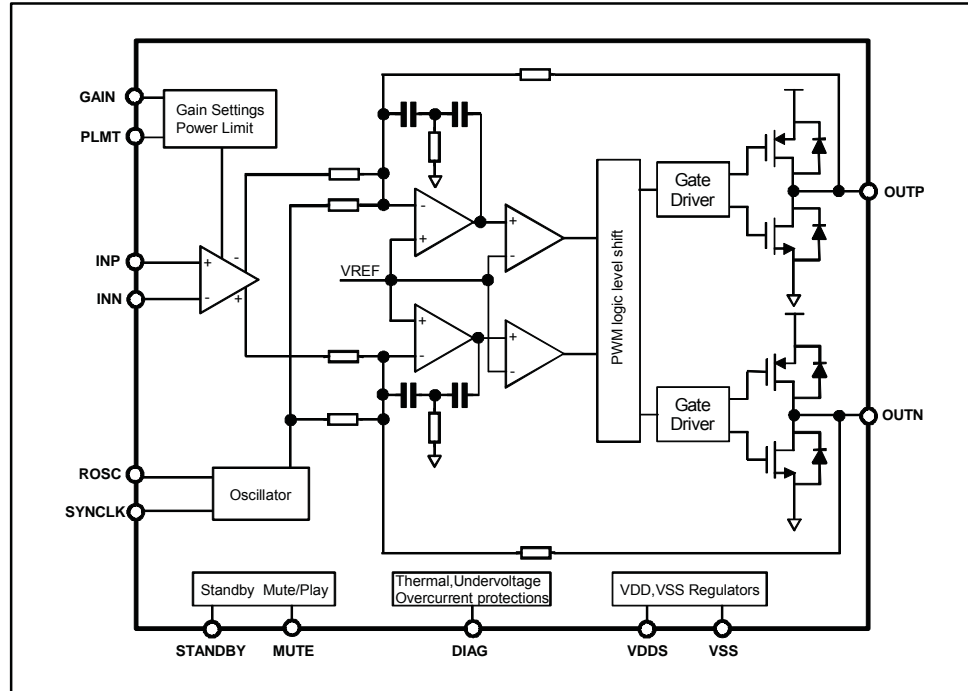 GAIN
PLMT
Gain Settings
Power Limit
INP
INN
+
-
-
+
VREF
-
+
+
-
+
-
+
-
PWM logic level shift
Gate
Driver
OUTP
Gate
Driver
OUTN
ROSC
SYNCLK
Oscillator
Standby Mute/Play
Thermal,Undervoltage
Overcurrent protections
VDD,VSS Regulators
STANDBY
MUTE
DIAG
VDDS
VSS